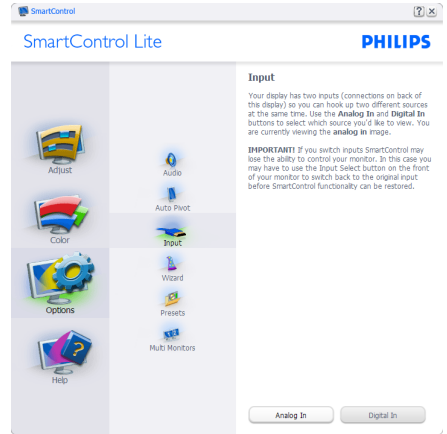 SmartControl
?
SmartControl Lite
PHILIPS
Adjust
Color
Options
Help
Audio
Auto Pivot
Input
Wizard
Presets
Multi Monitors
Input
Your display has two inputs (connections on back of
this display) so you can hook up two different sources
at the same time. Use the Analog In and Digital In
buttons to select which source you'd like to view. You
are currently viewing the analog in image.
IMPORTANT! If you switch inputs SmartControl may
lose the ability to control your monitor. In this case you
may have to use the Input Select button on the front
of your monitor to switch back to the original input
before SmartControl functionality can be restored.
Analog In
Digital In